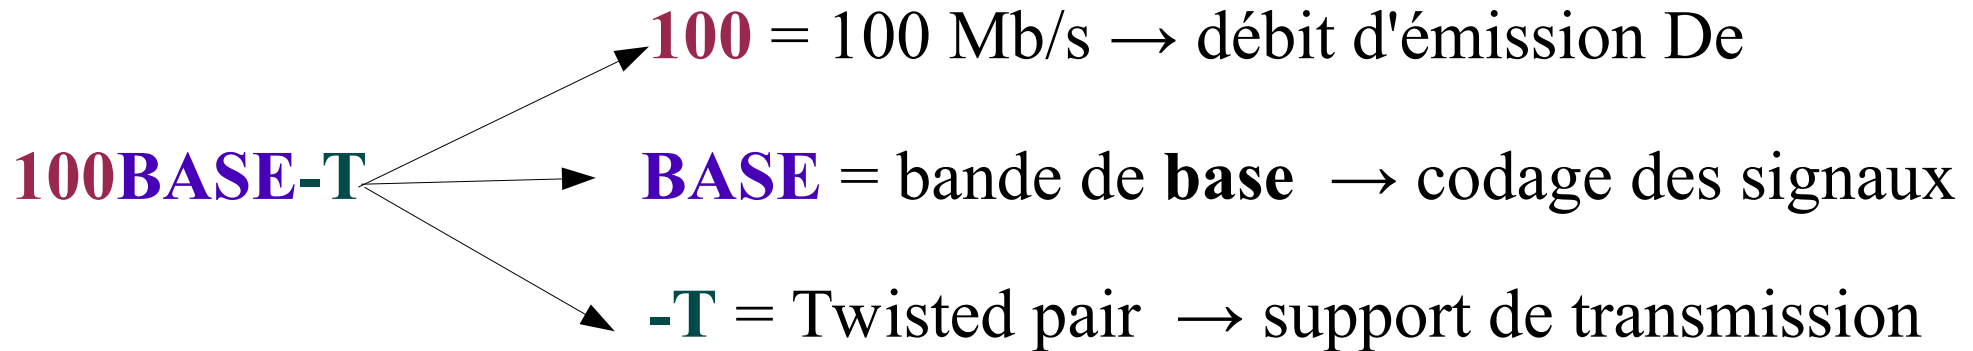 100 = 100 Mb/s → débit d'émission De
100BASE-T
BASE = bande de base → codage des signaux
-T = Twisted pair → support de transmission